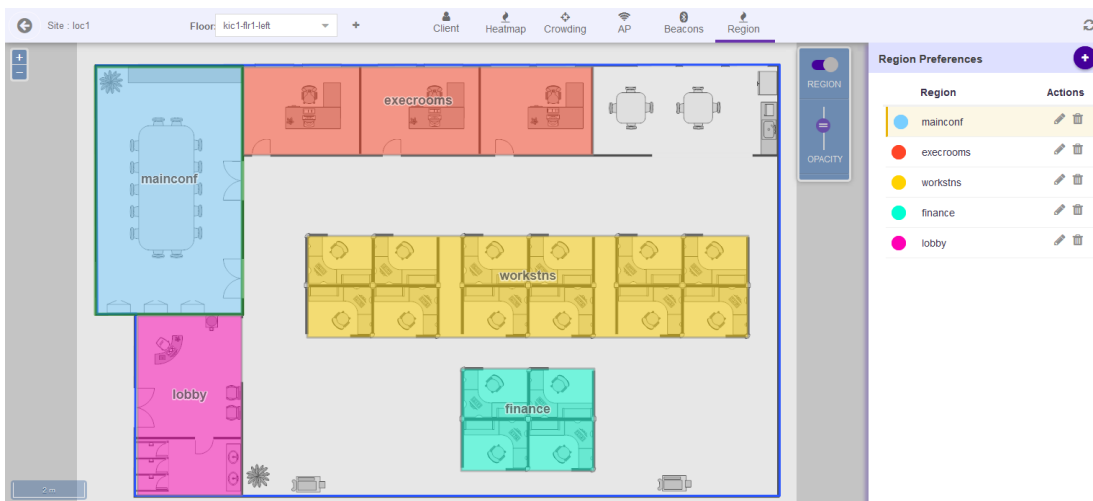 Site : loc1
Floor: kic1-flr1-left
+
Client
Heatmap
Crowding
AP
Beacons
Region
+
−
REGION
OPACITY
mainconf
execrooms
workstns
lobby
finance
2 m
Region Preferences
+
Region Actions
mainconf
execrooms
workstns
finance
lobby